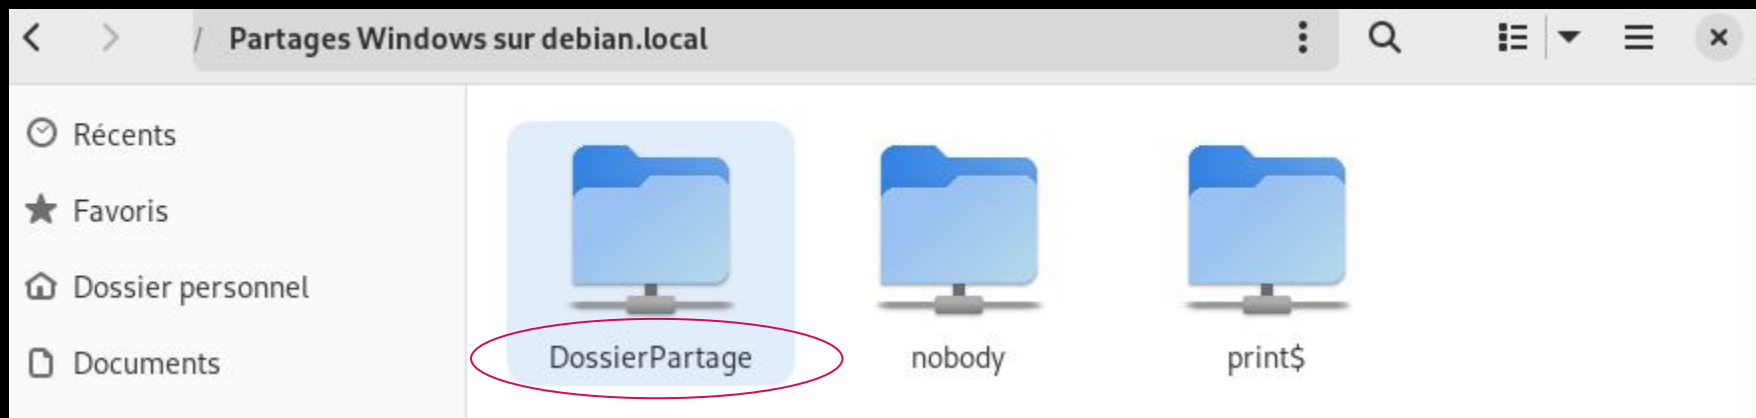 / Partages Windows sur debian.local
Récents
Favoris
Dossier personnel
Documents
DossierPartage
nobody
print$